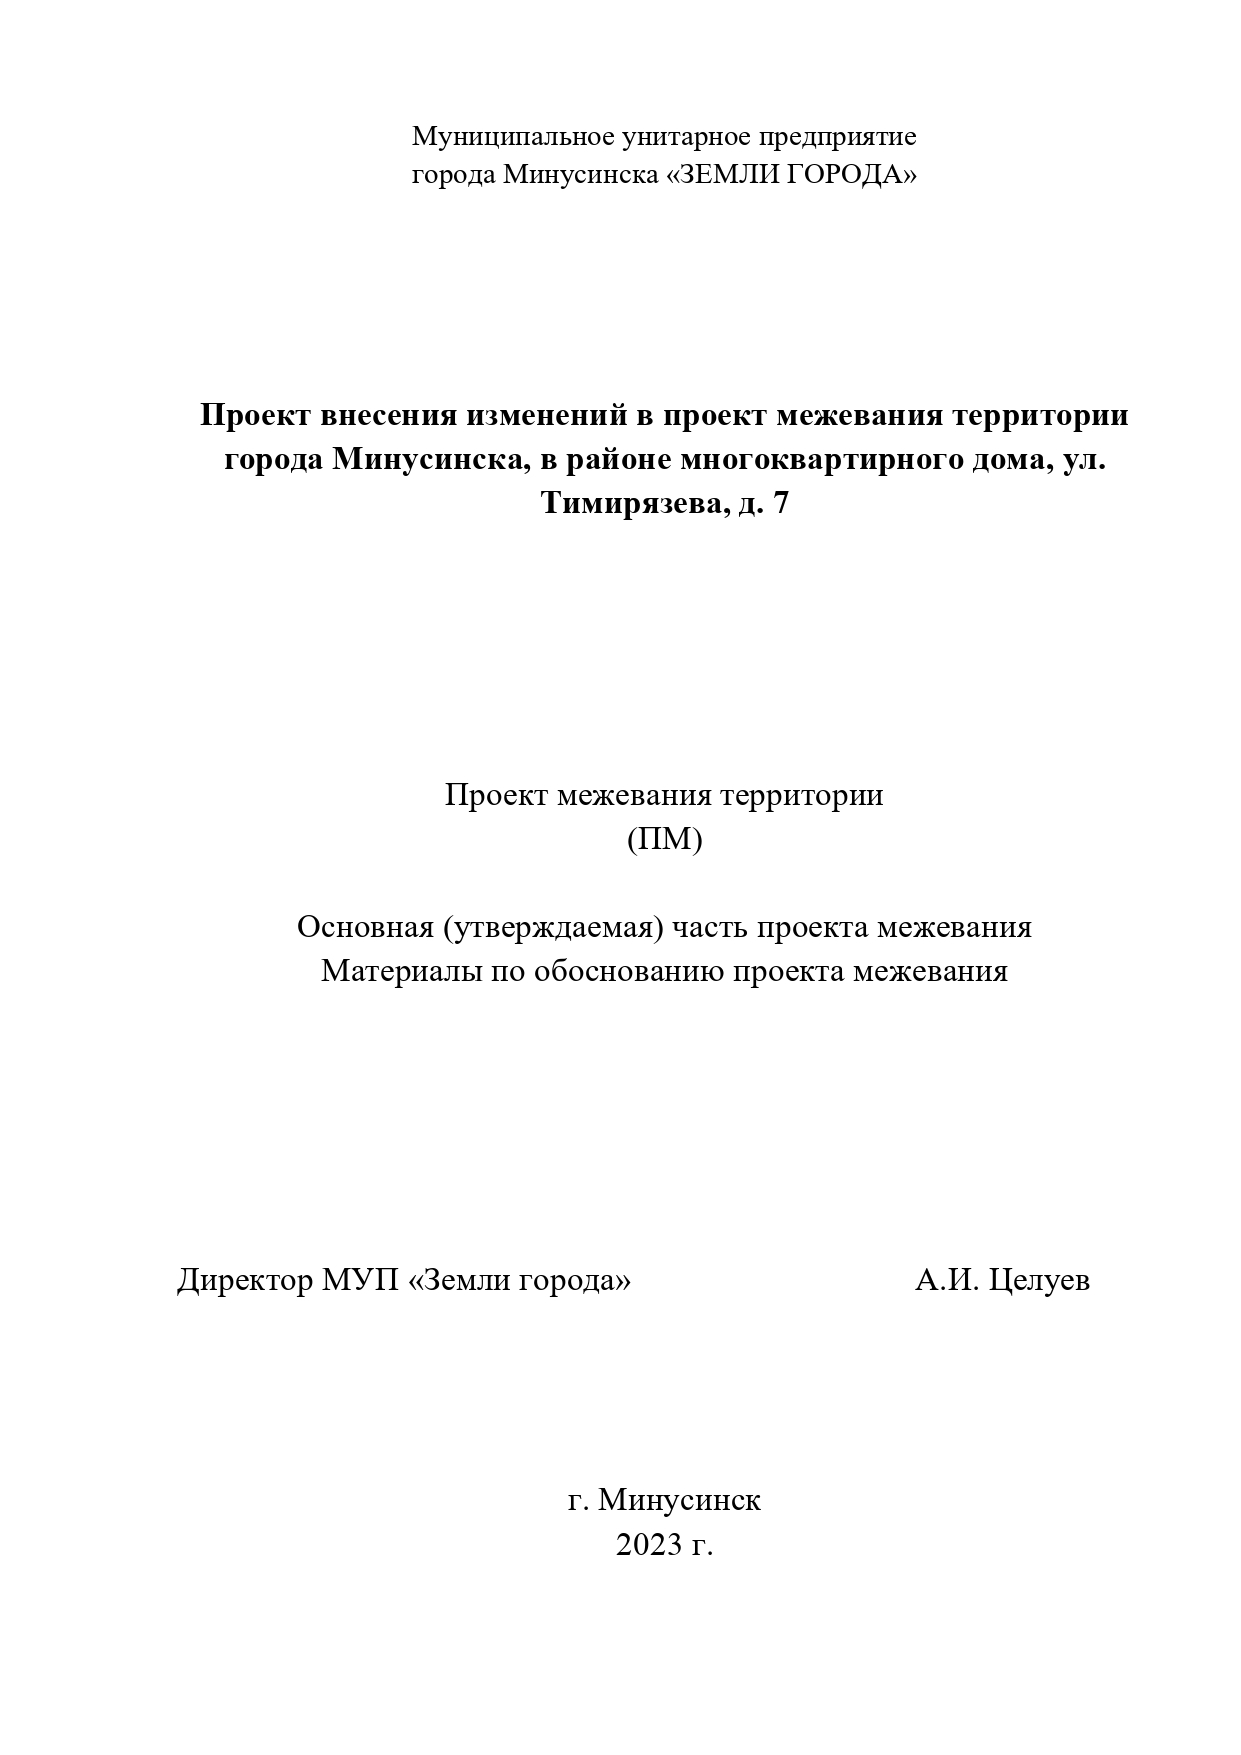 Муниципальное унитарное предприятие
города Минусинска «ЗЕМЛИ ГОРОДА»
Проект внесения изменений в проект межевания территории
города Минусинска, в районе многоквартирного дома, ул.
Тимирязева, д. 7
Проект межевания территории
(ПМ)
Основная (утверждаемая) часть проекта межевания
Материалы по обоснованию проекта межевания
Директор МУП «Земли города» А.И. Целуев
г. Минусинск
2023 г.